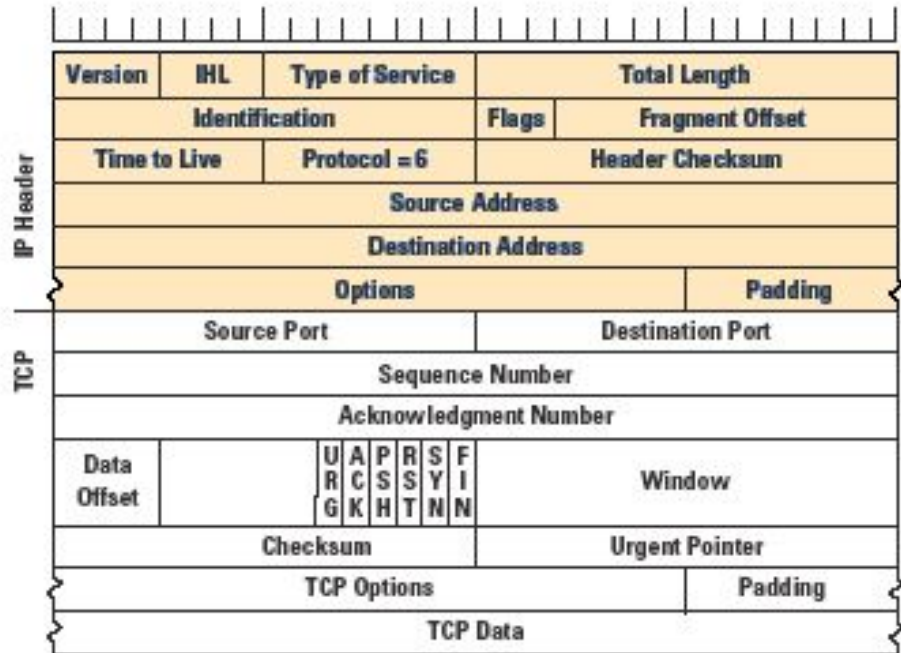 Version IHL Type of Service Total Length
Identification Flags Fragment Offset
Time to Live Protocol = 6 Header Checksum
Source Address
Destination Address
Options Padding
IP Header
Source Port Destination Port
Sequence Number
Acknowledgment Number
Data Offset URG ACK PSH RST SYN FIN Window
Checksum Urgent Pointer
TCP Options Padding
TCP Data
TCP